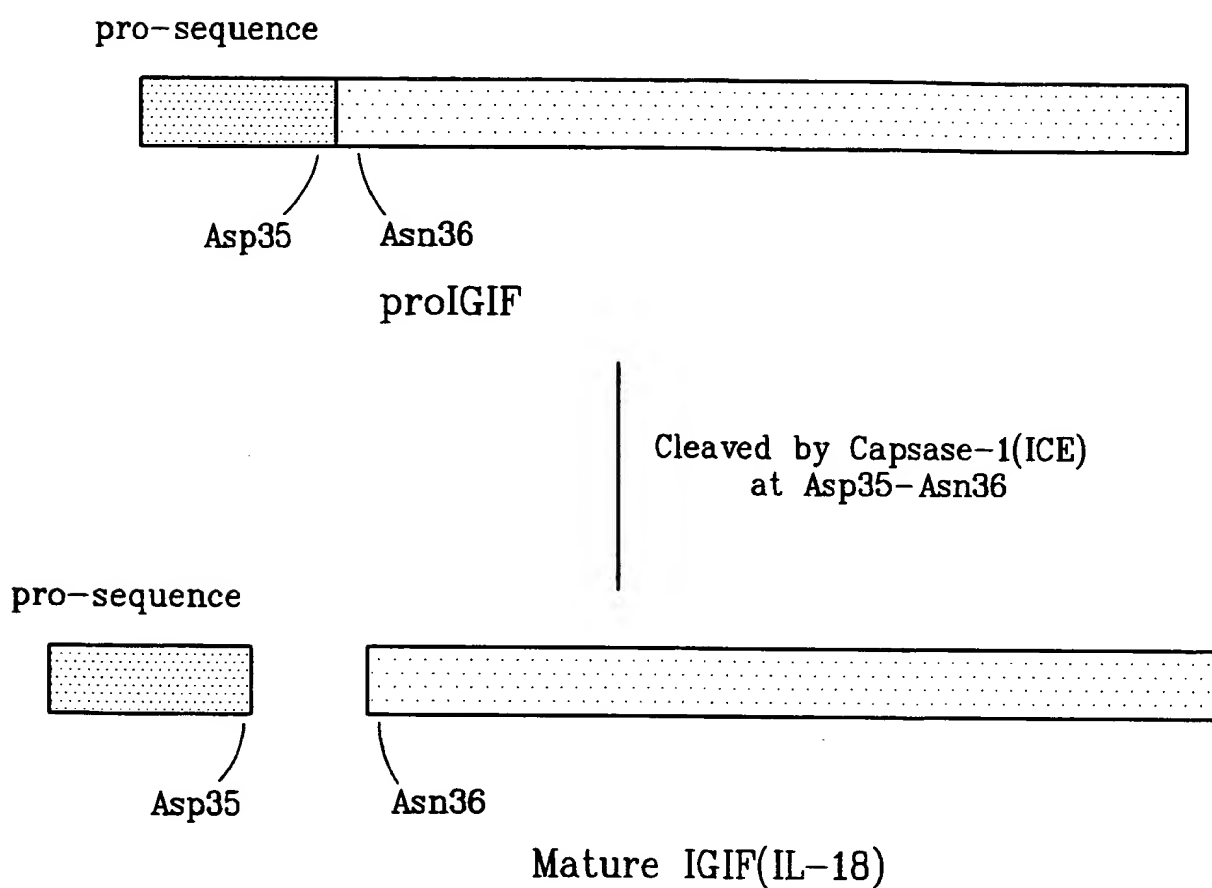 pro-sequence
Asp35
Asn36
proIGIF
Cleaved by Capsase-1(ICE)
at Asp35-Asn36
pro-sequence
Asp35
Asn36
Mature IGIF(IL-18)